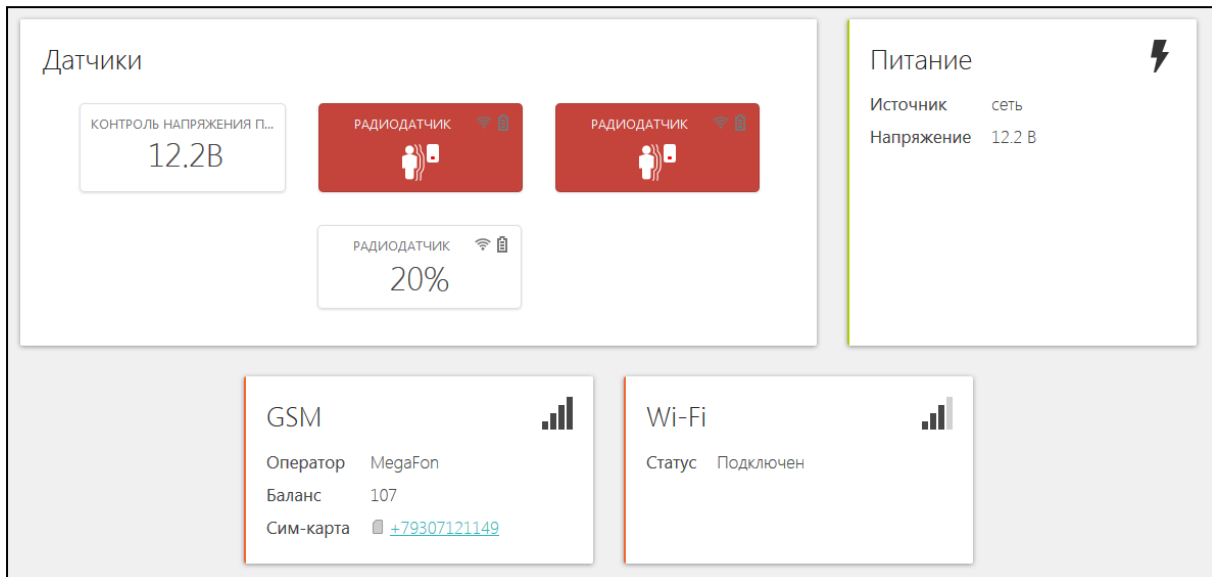 Датчики
КОНТРОЛЬ НАПРЯЖЕНИЯ П...
12.2В
РАДИОДАТЧИК
РАДИОДАТЧИК
РАДИОДАТЧИК
20%
Питание
Источник сеть
Напряжение 12.2 В
GSM
Оператор MegaFon
Баланс 107
Сим-карта +79307121149
Wi-Fi
Статус Подключен